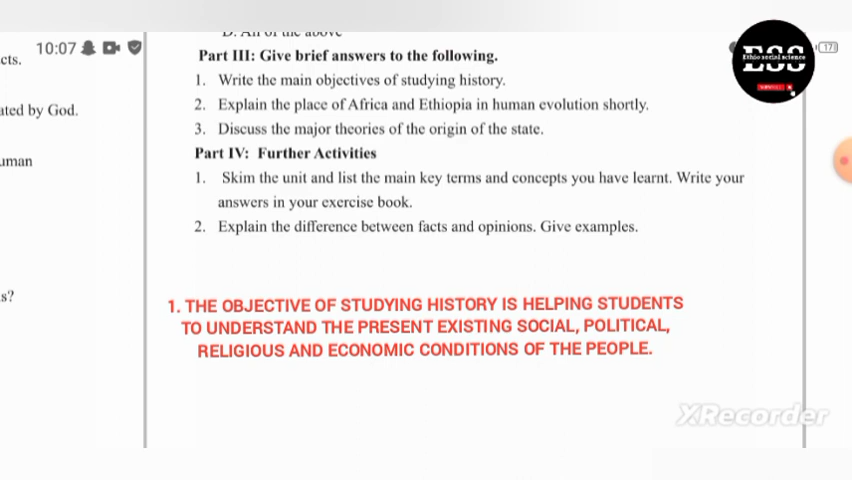 D. All of the above
10:07
cts.
Part III: Give brief answers to the following.
1. Write the main objectives of studying history.
2. Explain the place of Africa and Ethiopia in human evolution shortly.
ated by God.
3. Discuss the major theories of the origin of the state.
Part IV: Further Activities
uman
1. Skim the unit and list the main key terms and concepts you have learnt. Write your
answers in your exercise book.
2. Explain the difference between facts and opinions. Give examples.
s?
1. THE OBJECTIVE OF STUDYING HISTORY IS HELPING STUDENTS
TO UNDERSTAND THE PRESENT EXISTING SOCIAL, POLITICAL,
RELIGIOUS AND ECONOMIC CONDITIONS OF THE PEOPLE.
ESS
Ethio social science
17
XRecorder